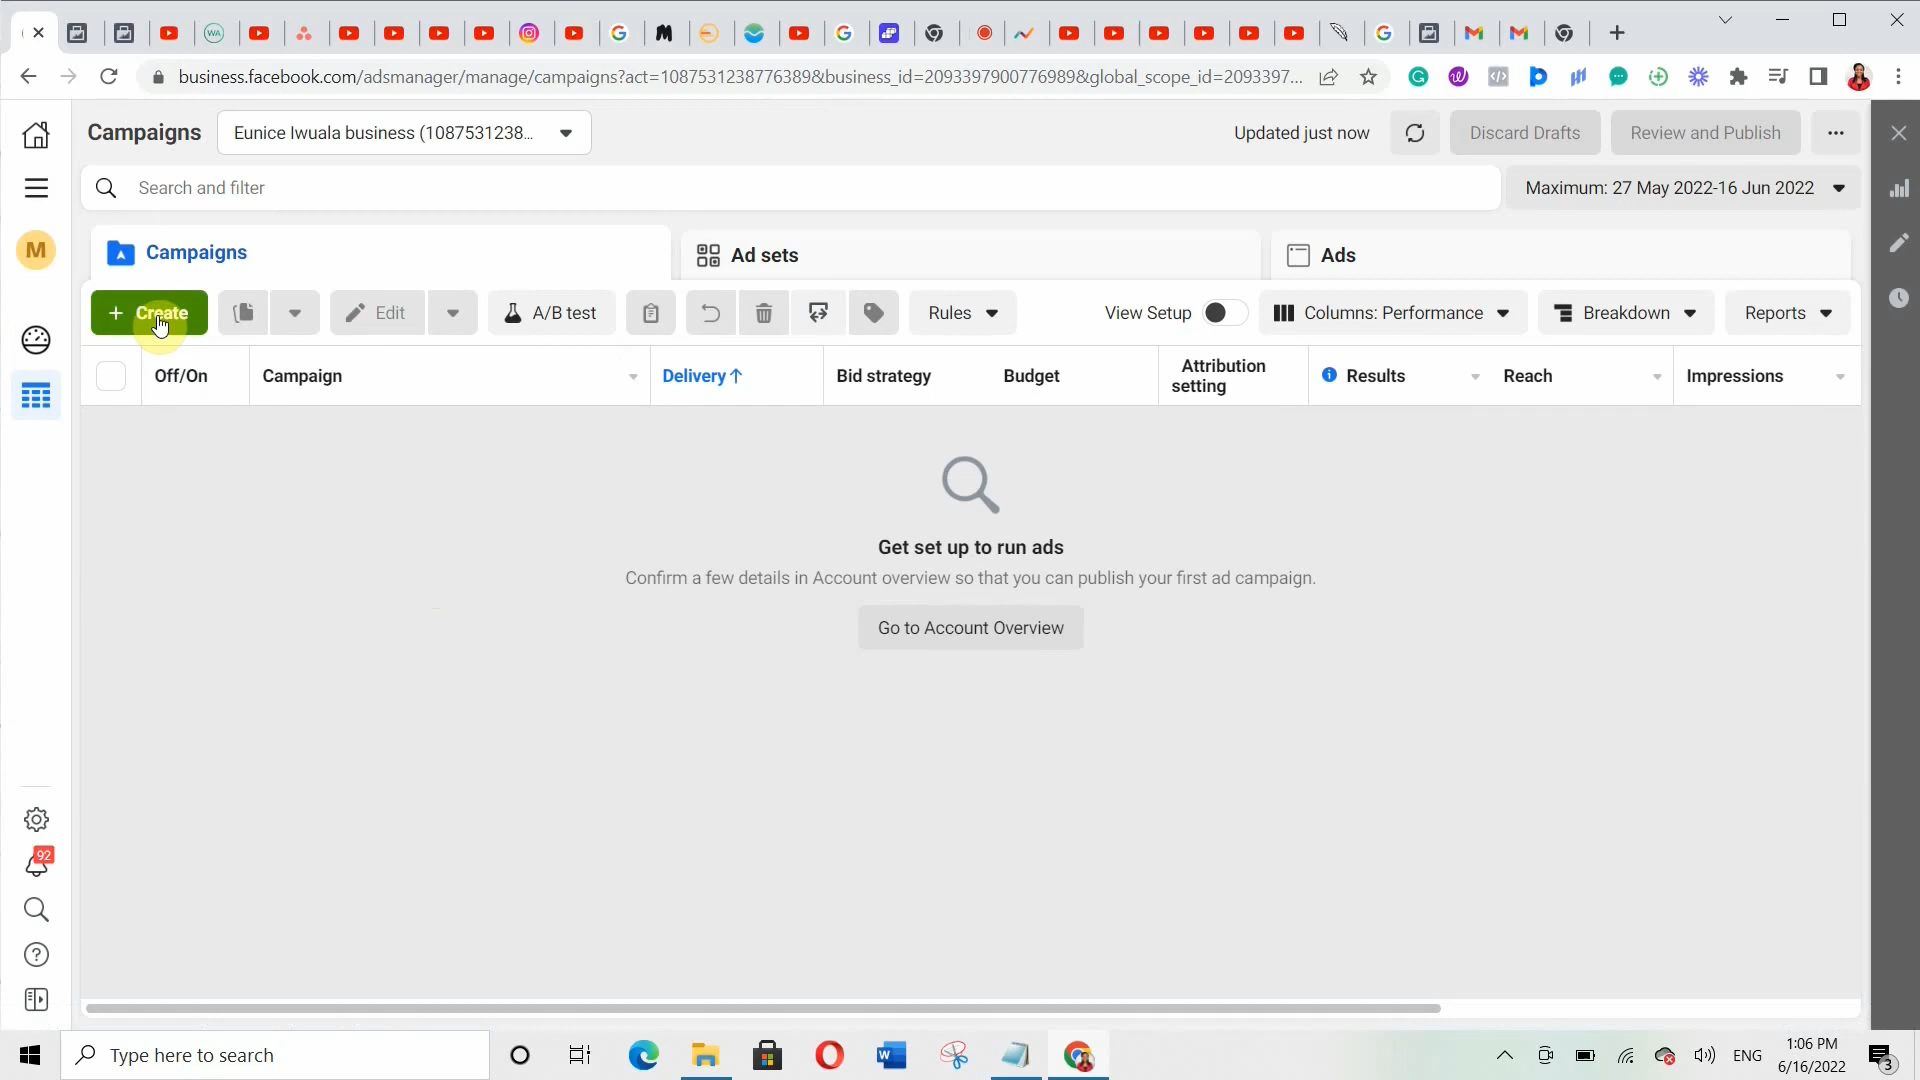 WA
business.facebook.com/adsmanager/manage/campaigns?act=1087531238776389&business_id=2093397900776989&global_scope_id=2093397...
Campaigns
Eunice Iwuala business (1087531238...
Updated just now
Discard Drafts
Review and Publish
Search and filter
Maximum: 27 May 2022-16 Jun 2022
M
Campaigns
Ad sets
Ads
+ Create
Edit
A/B test
Rules
View Setup
Columns: Performance
Breakdown
Reports
Off/On
Campaign
Delivery↑
Bid strategy
Budget
Attribution
setting
Results
Reach
Impressions
Get set up to run ads
Confirm a few details in Account overview so that you can publish your first ad campaign.
Go to Account Overview
92
Type here to search
ENG
1:06 PM
6/16/2022
3